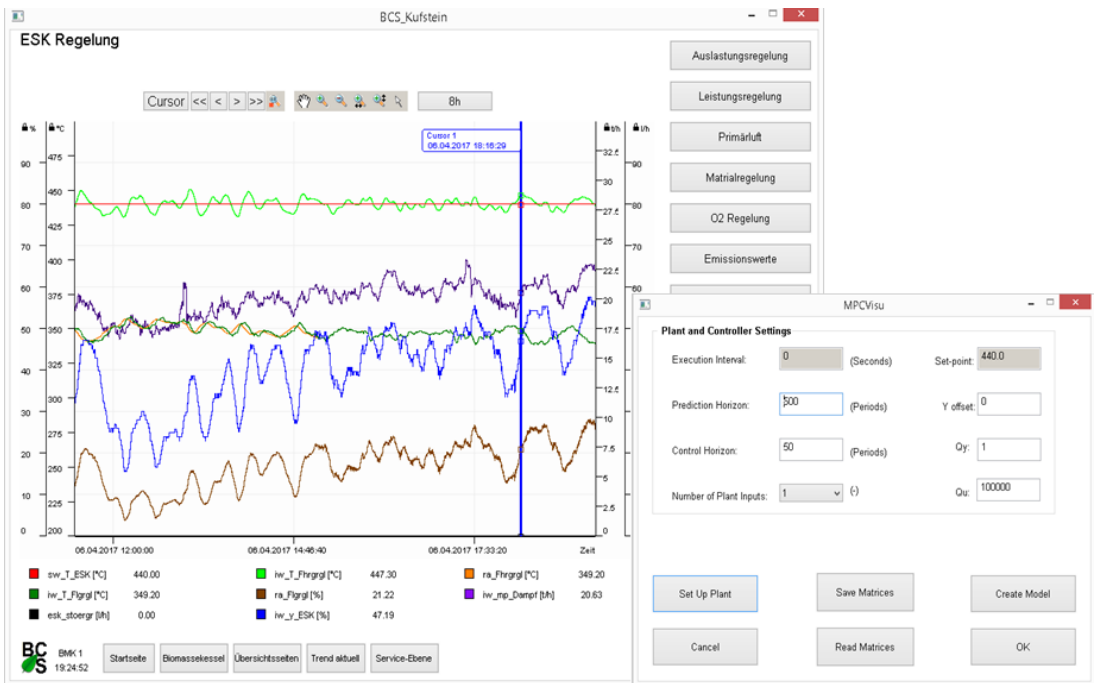 BCS_Kufstein
ESK Regelung
Auslastungsregelung
Leistungsregelung
Primärluft
Matrialregelung
O2 Regelung
Emissionswerte
Cursor << < > >> 8h
% °C t/h l/h
Cursor 1
06.04.2017 18:16:29
90
80
70
60
50
40
30
20
10
0
475
450
425
400
375
350
325
300
275
250
225
200
32.5
30
27.5
25
22.5
20
17.5
15
12.5
10
7.5
5
2.5
0
90
80
70
60
06.04.2017 12:00:00 06.04.2017 14:46:40 06.04.2017 17:33:20 Zeit
sw_T_ESK [°C] 440.00 iw_T_Fhrgrgl [°C] 447.30 ra_Fhrgrgl [°C] 349.20
iw_T_Flgrgl [°C] 349.20 ra_Flgrgl [%] 21.22 iw_mp_Dampf [t/h] 20.63
esk_stoergr [l/h] 0.00 iw_y_ESK [%] 47.19
BCS
BMK 1
19:24:52
Startseite Biomassekessel Übersichtsseiten Trend aktuell Service-Ebene
MPCVisu
Plant and Controller Settings
Execution Interval: 0 (Seconds) Set-point: 440.0
Prediction Horizon: 500 (Periods) Y offset: 0
Control Horizon: 50 (Periods) Qy: 1
Number of Plant Inputs: 1 (-) Qu: 100000
Set Up Plant Save Matrices Create Model
Cancel Read Matrices OK